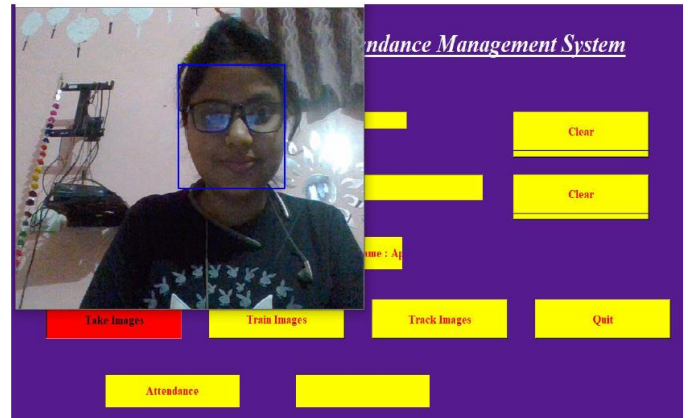 ndance Management System
Clear
Clear
ame : Ap
Take Images
Train Images
Track Images
Quit
Attendance